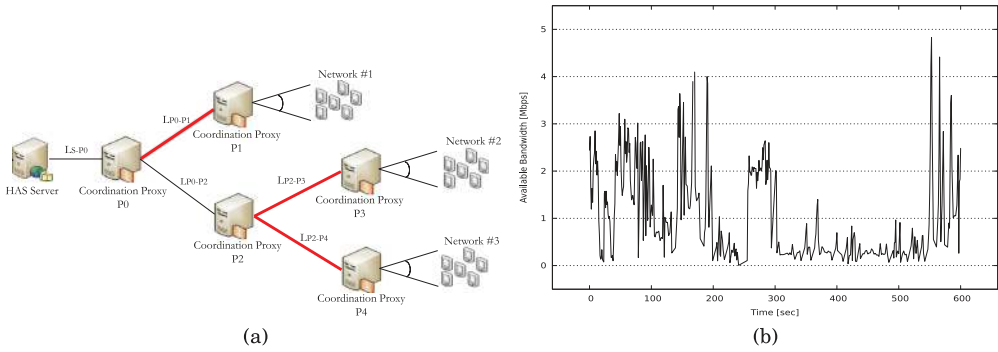 Network #1
LP0-P1
Coordination Proxy
P1
LS-P0
HAS Server
Coordination Proxy
P0
LP0-P2
Network #2
LP2-P3
Coordination Proxy
P3
Coordination Proxy
P2
LP2-P4
Network #3
Coordination Proxy
P4
(a)
Available Bandwidth [Mbps]
5
4
3
2
1
0
0 100 200 300 400 500 600
Time [sec]
(b)